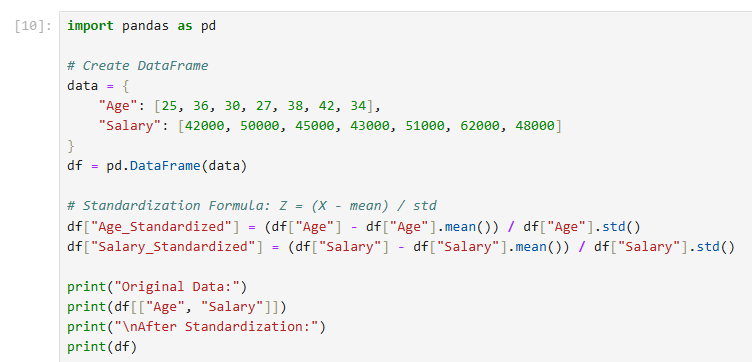 [10]:
import pandas as pd
# Create DataFrame
data = {
    "Age": [25, 36, 30, 27, 38, 42, 34],
    "Salary": [42000, 50000, 45000, 43000, 51000, 62000, 48000]
}
df = pd.DataFrame(data)
# Standardization Formula: Z = (X - mean) / std
df["Age_Standardized"] = (df["Age"] - df["Age"].mean()) / df["Age"].std()
df["Salary_Standardized"] = (df["Salary"] - df["Salary"].mean()) / df["Salary"].std()
print("Original Data:")
print(df[["Age", "Salary"]])
print("\nAfter Standardization:")
print(df)